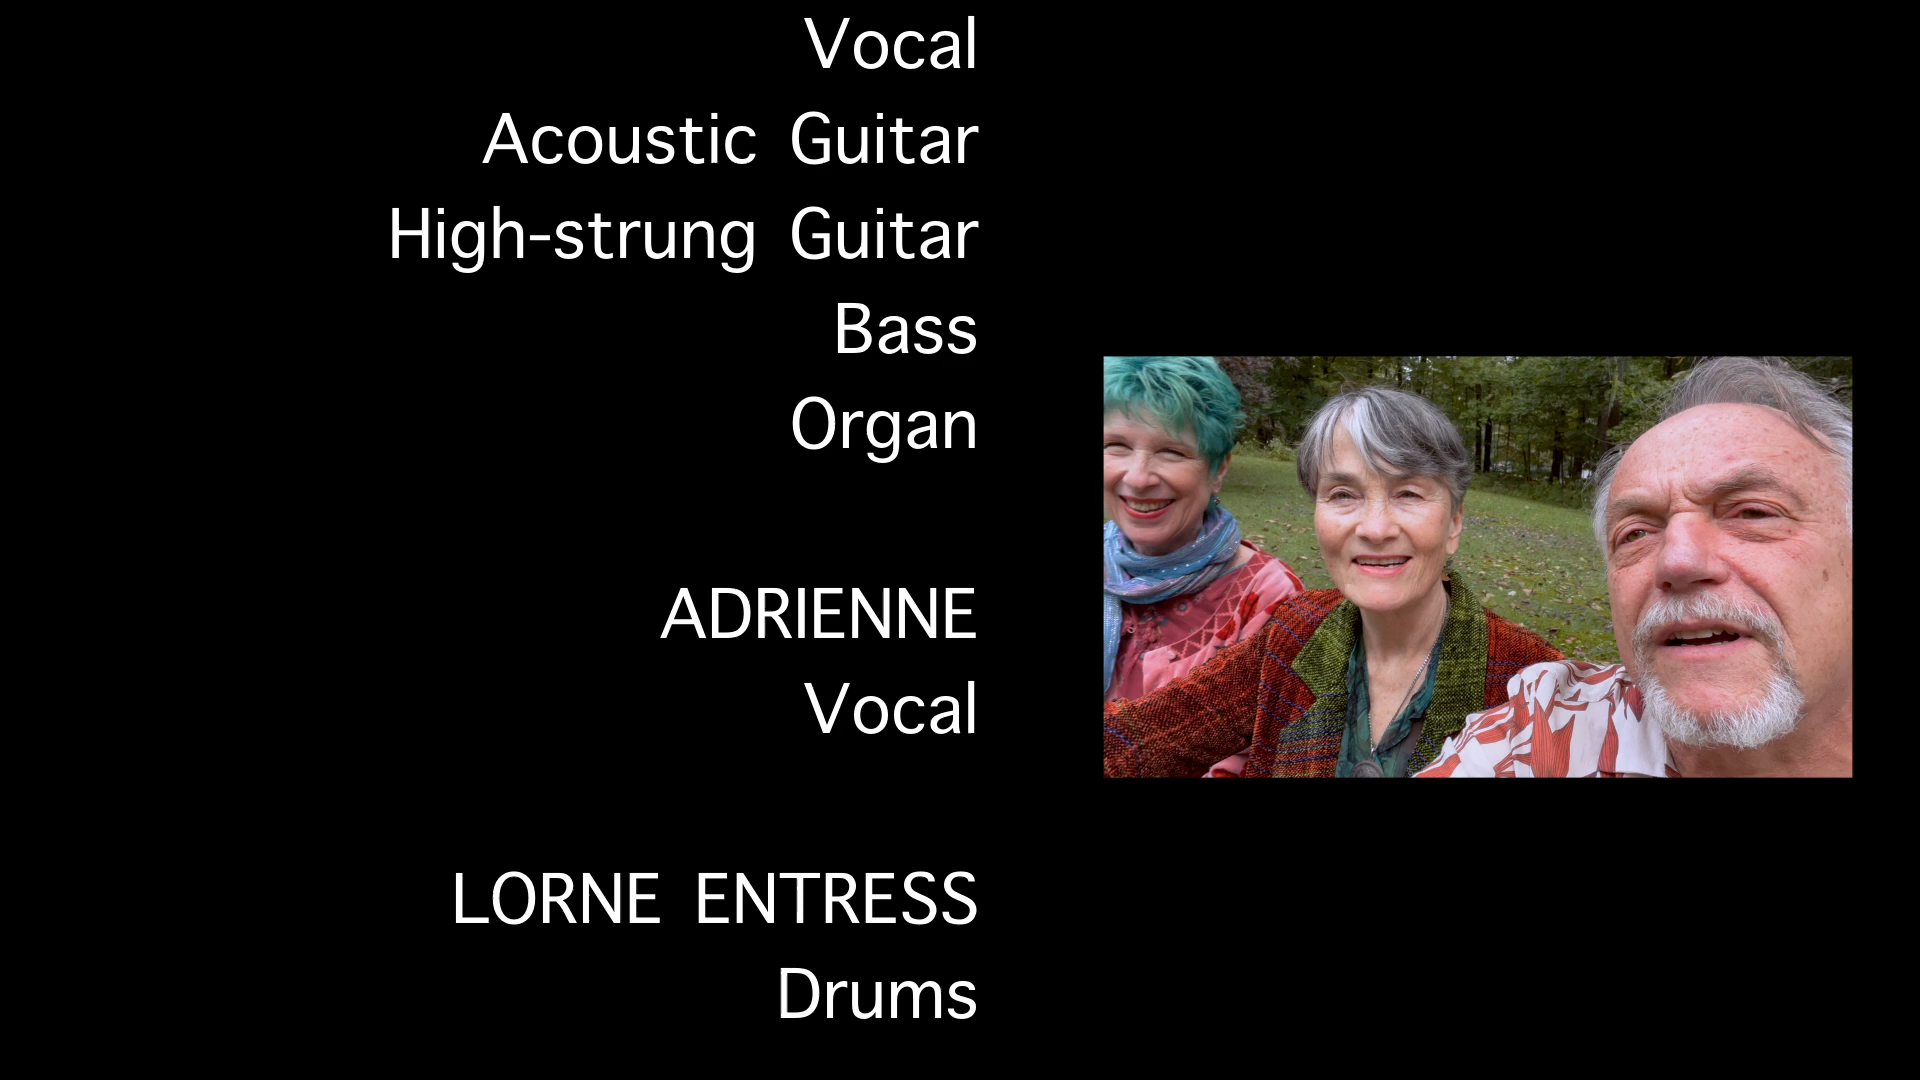 Vocal
Acoustic Guitar
High-strung Guitar
Bass
Organ
ADRIENNE
Vocal
LORNE ENTRESS
Drums